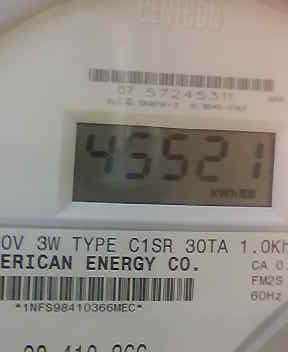 CENTRON
07 57245311
45521
KWh
0V 3W TYPE C1SR 30TA 1.0Kh
ERICAN ENERGY CO.
CA 0.
FM2S
60Hz
*1NFS98410366MEC*